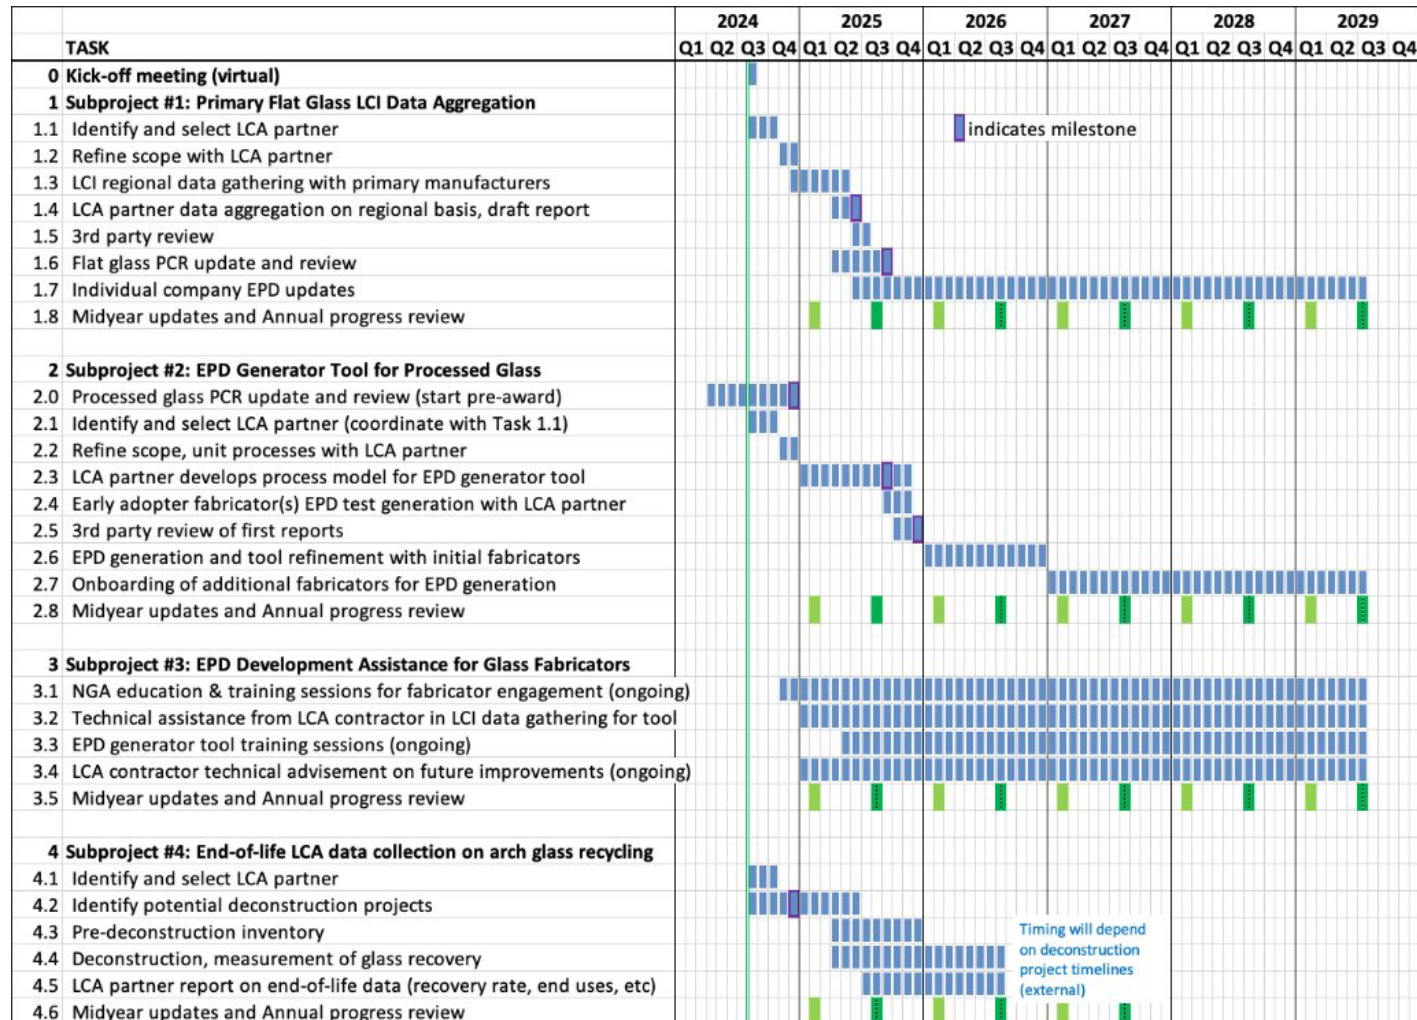 2024 2025 2026 2027 2028 2029
TASK Q1 Q2 Q3 Q4 Q1 Q2 Q3 Q4 Q1 Q2 Q3 Q4 Q1 Q2 Q3 Q4 Q1 Q2 Q3 Q4 Q1 Q2 Q3 Q4
0 Kick-off meeting (virtual)
1 Subproject #1: Primary Flat Glass LCI Data Aggregation
1.1 Identify and select LCA partner
indicates milestone
1.2 Refine scope with LCA partner
1.3 LCI regional data gathering with primary manufacturers
1.4 LCA partner data aggregation on regional basis, draft report
1.5 3rd party review
1.6 Flat glass PCR update and review
1.7 Individual company EPD updates
1.8 Midyear updates and Annual progress review
2 Subproject #2: EPD Generator Tool for Processed Glass
2.0 Processed glass PCR update and review (start pre-award)
2.1 Identify and select LCA partner (coordinate with Task 1.1)
2.2 Refine scope, unit processes with LCA partner
2.3 LCA partner develops process model for EPD generator tool
2.4 Early adopter fabricator(s) EPD test generation with LCA partner
2.5 3rd party review of first reports
2.6 EPD generation and tool refinement with initial fabricators
2.7 Onboarding of additional fabricators for EPD generation
2.8 Midyear updates and Annual progress review
3 Subproject #3: EPD Development Assistance for Glass Fabricators
3.1 NGA education & training sessions for fabricator engagement (ongoing)
3.2 Technical assistance from LCA contractor in LCI data gathering for tool
3.3 EPD generator tool training sessions (ongoing)
3.4 LCA contractor technical advisement on future improvements (ongoing)
3.5 Midyear updates and Annual progress review
4 Subproject #4: End-of-life LCA data collection on arch glass recycling
4.1 Identify and select LCA partner
4.2 Identify potential deconstruction projects
4.3 Pre-deconstruction inventory
4.4 Deconstruction, measurement of glass recovery
4.5 LCA partner report on end-of-life data (recovery rate, end uses, etc)
Timing will depend
on deconstruction
project timelines
(external)
4.6 Midyear updates and Annual progress review